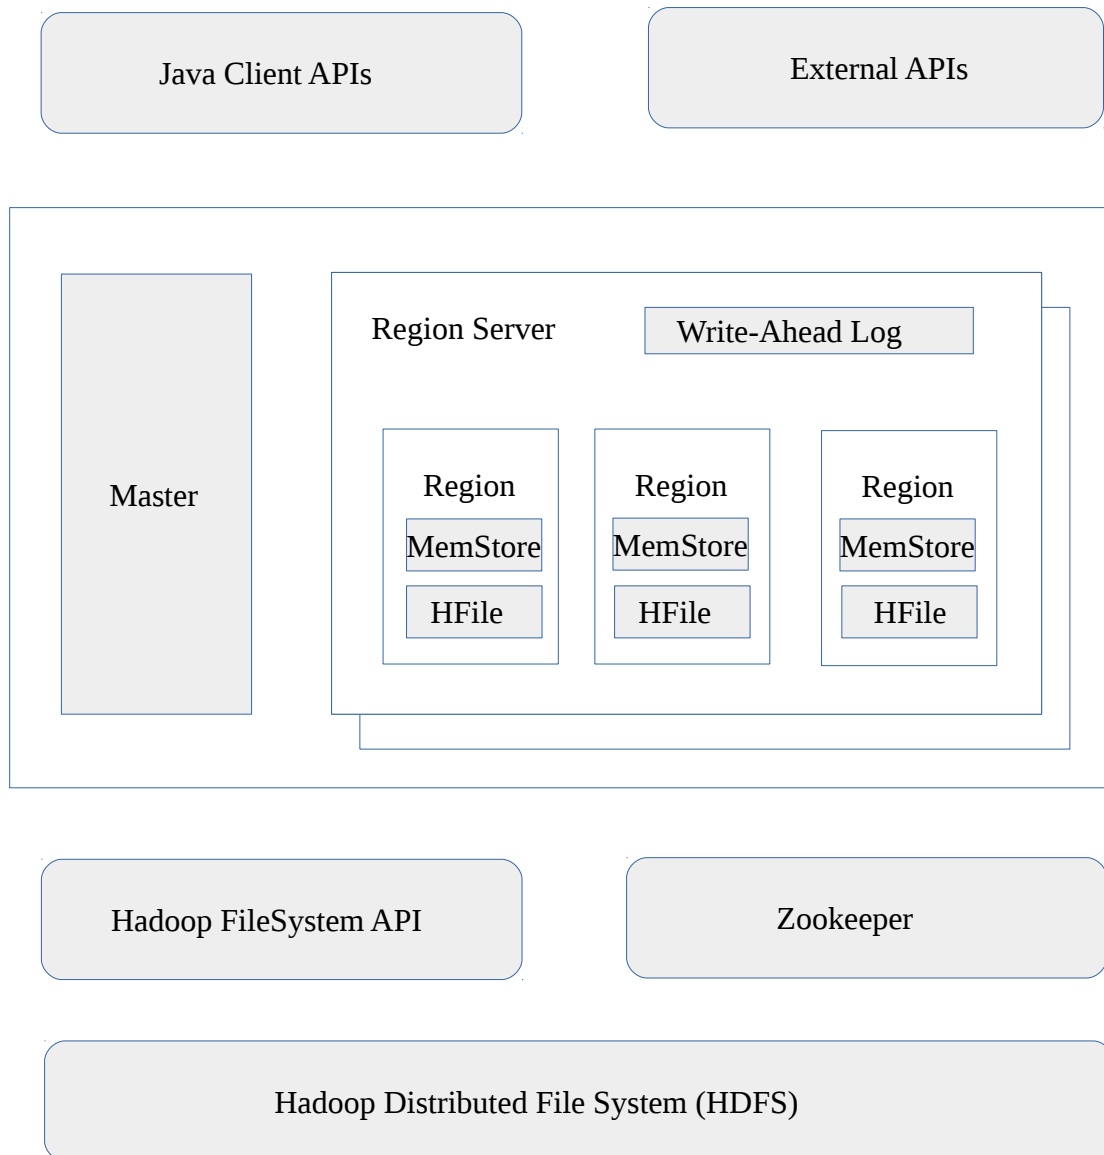 Java Client APIs
External APIs
Region Server
Write-Ahead Log
Master
Region
Region
Region
MemStore
MemStore
MemStore
HFile
HFile
HFile
Hadoop FileSystem API
Zookeeper
Hadoop Distributed File System (HDFS)